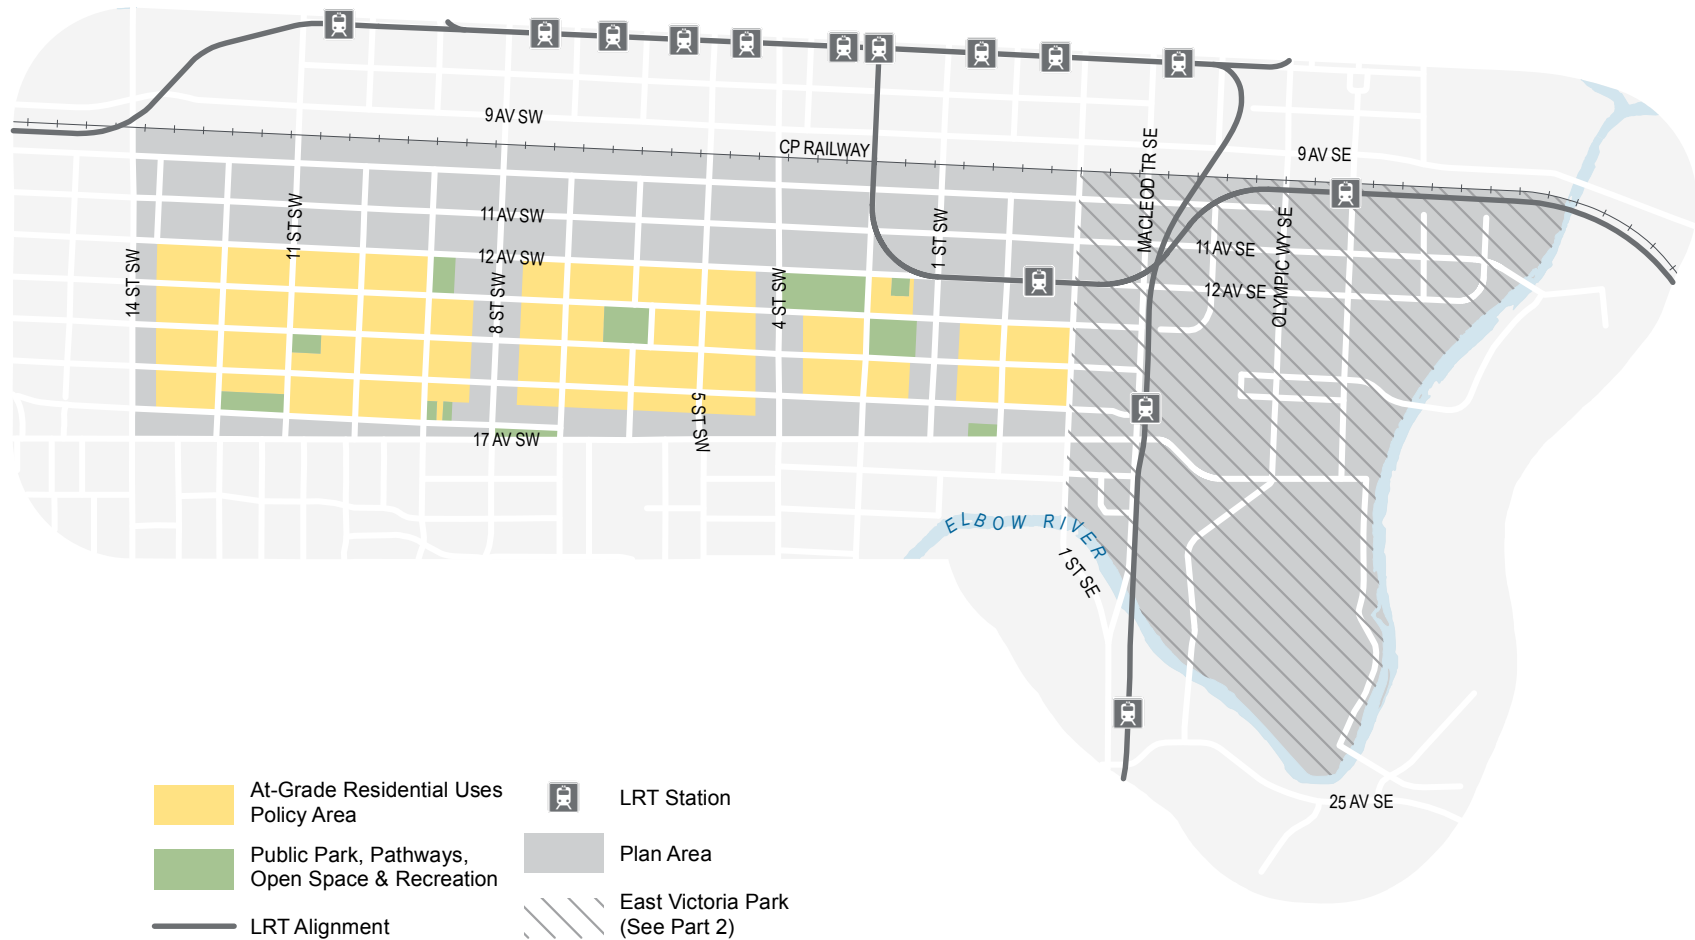 9 AV SW
CP RAILWAY
MACLEOD TR SE
9 AV SE
11 ST SW
11 AV SW
1 ST SW
OLYMPIC WY SE
11 AV SE
14 ST SW
12 AV SW
8 ST SW
4 ST SW
12 AV SE
5 ST SW
17 AV SW
ELBOW RIVER
1 ST SE
25 AV SE
At-Grade Residential Uses
Policy Area
Public Park, Pathways,
Open Space & Recreation
LRT Alignment
LRT Station
Plan Area
East Victoria Park
(See Part 2)